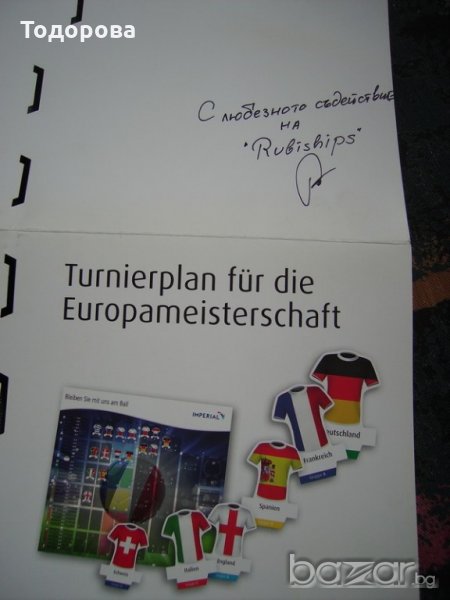 Тодорова
С любезното съдействие
на
"Rubiships"
Turnierplan für die
Europameisterschaft
Bleiben Sie mit uns am Ball
IMPERIAL
Deutschland
Frankreich
Spanien
England
Italien
Schweiz
bazar.bg